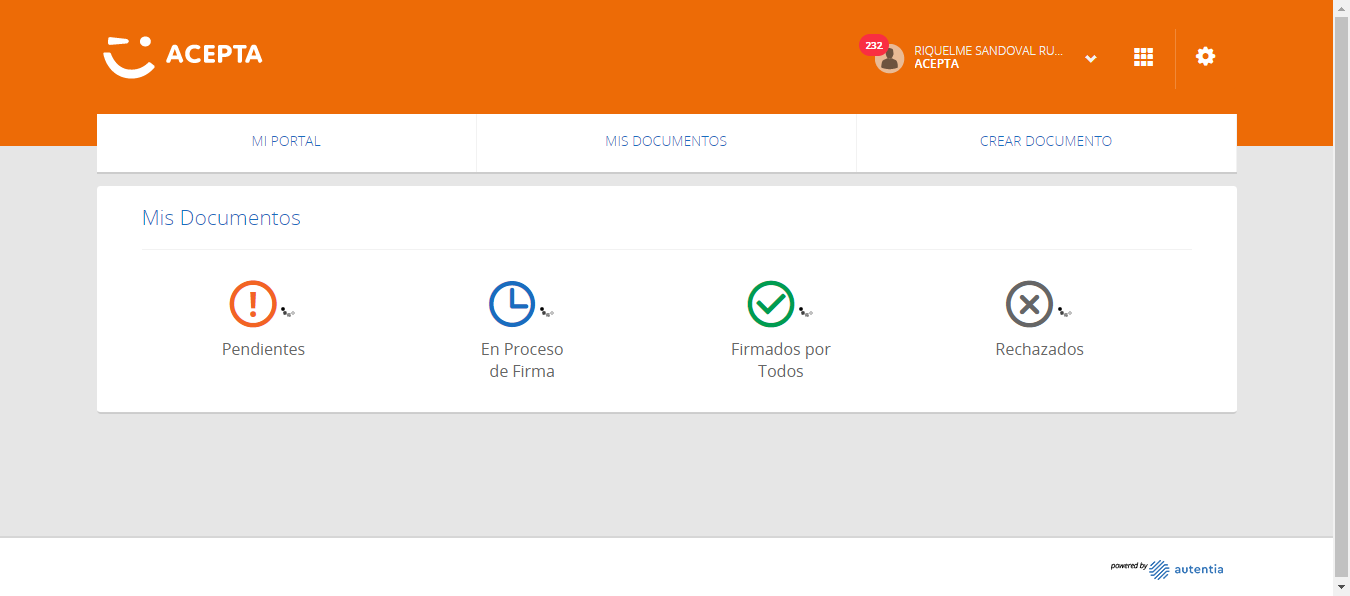 ACEPTA
232
RIQUELME SANDOVAL RU...
ACEPTA
MI PORTAL
MIS DOCUMENTOS
CREAR DOCUMENTO
Mis Documentos
Pendientes
En Proceso
de Firma
Firmados por
Todos
Rechazados
powered by
autentia